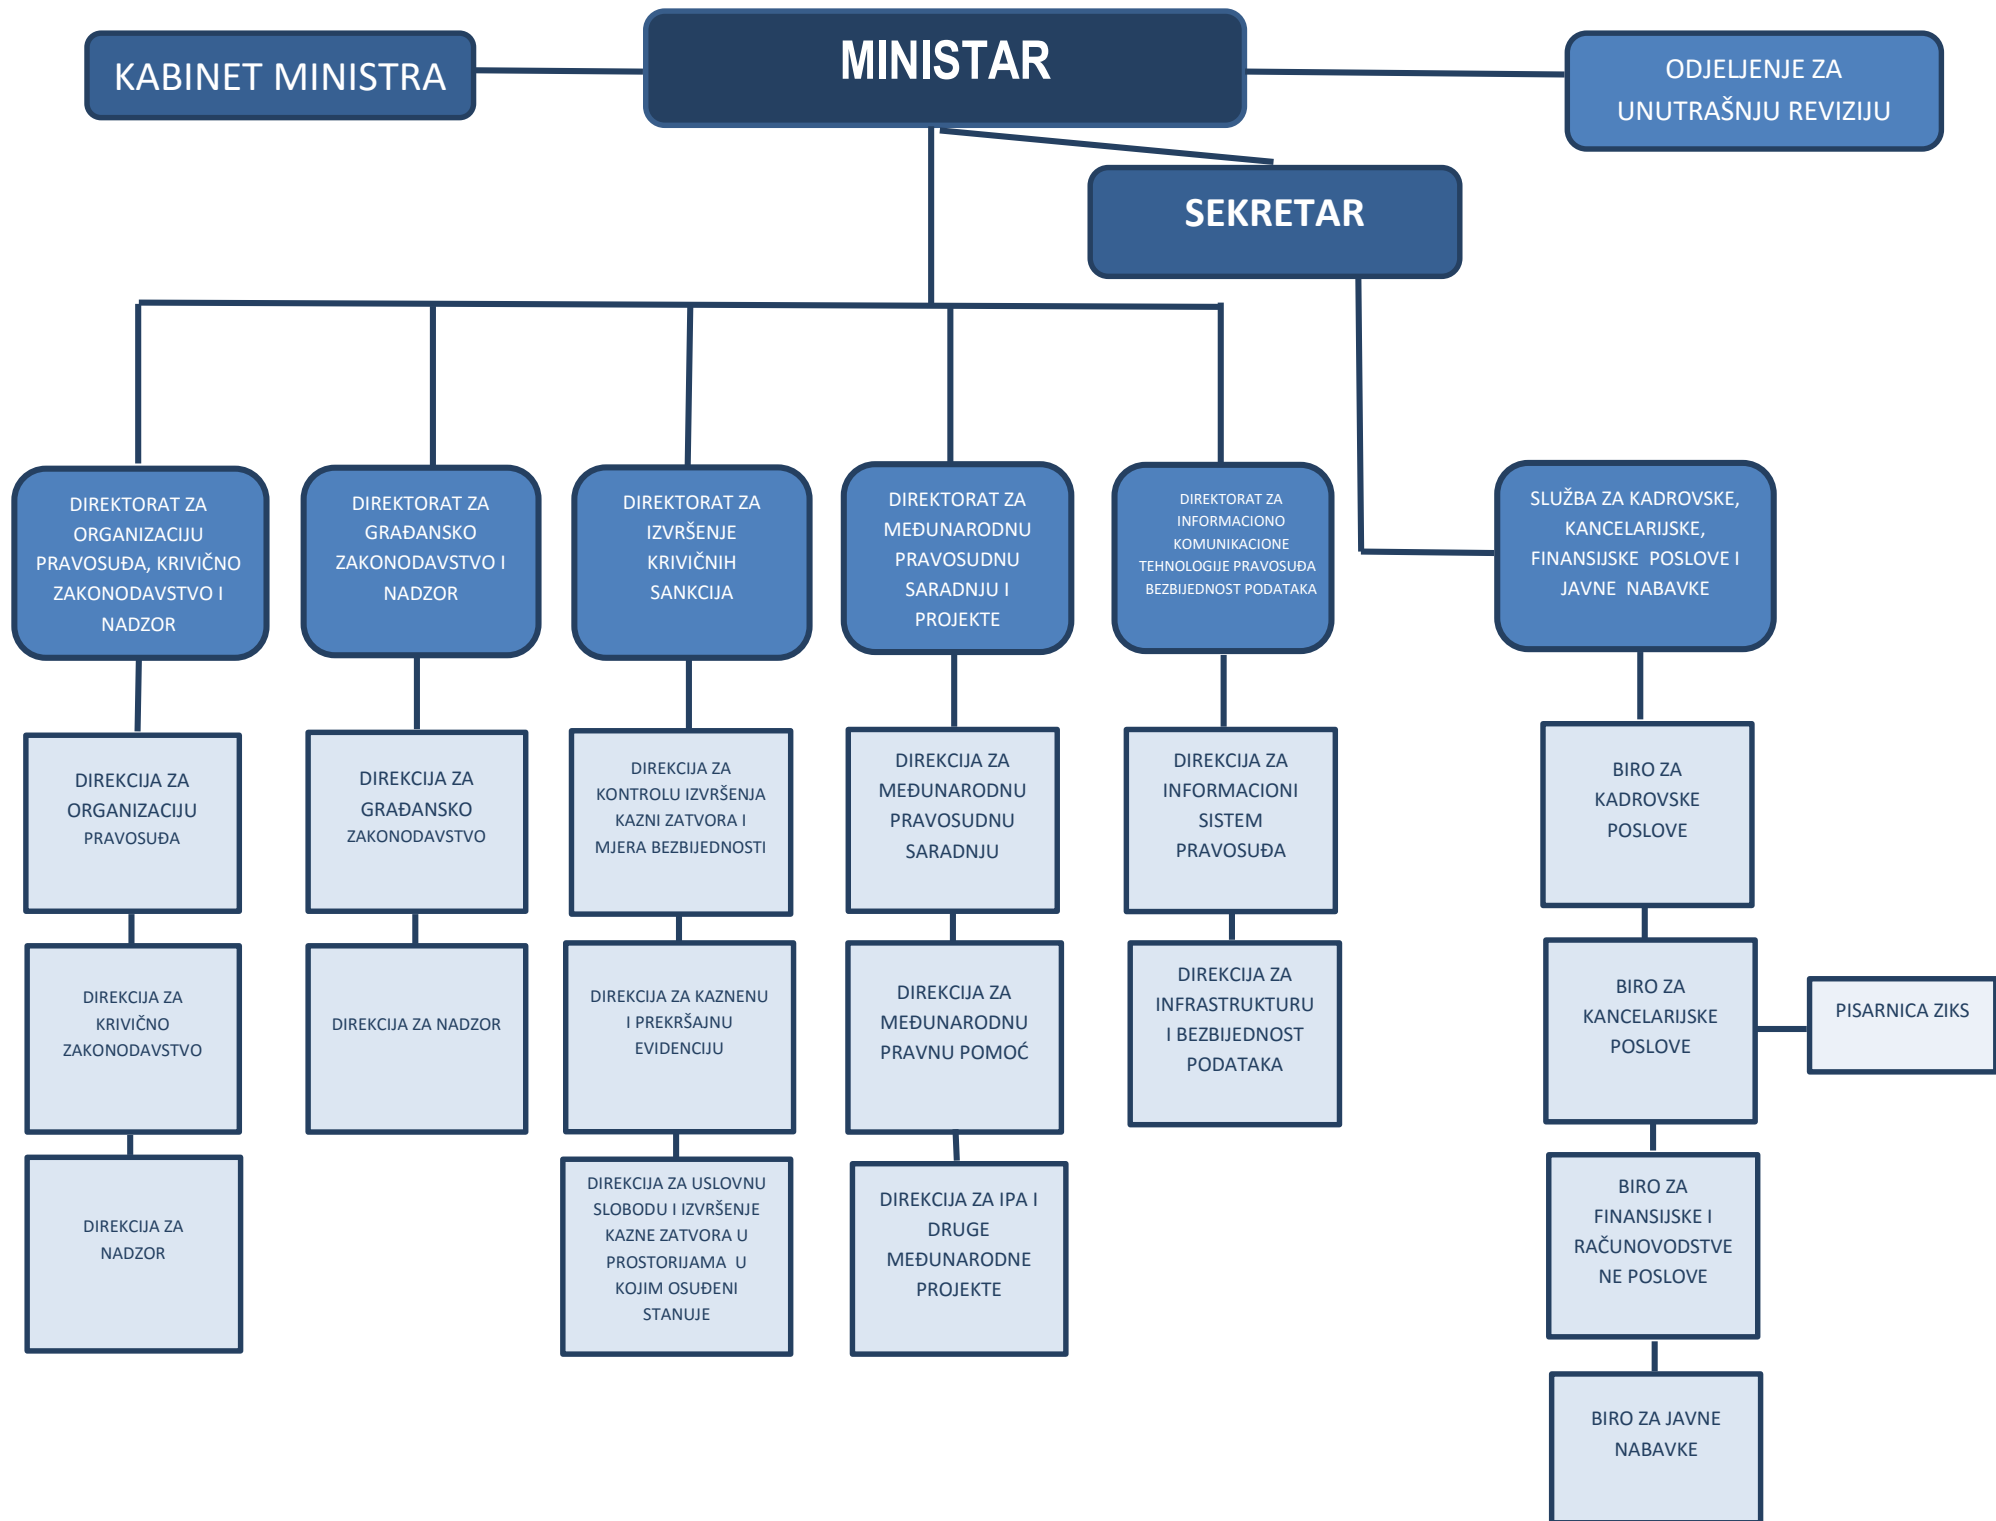 KABINET MINISTRA
MINISTAR
ODJELJENJE ZA
UNUTRAŠNJU REVIZIJU
SEKRETAR
DIREKTORAT ZA
ORGANIZACIJU
PRAVOSUĐA, KRIVIČNO
ZAKONODAVSTVO I
NADZOR
DIREKTORAT ZA
GRAĐANSKO
ZAKONODAVSTVO I
NADZOR
DIREKTORAT ZA
IZVRŠENJE
KRIVIČNIH
SANKCIJA
DIREKTORAT ZA
MEĐUNARODNU
PRAVOSUDNU
SARADNJU I
PROJEKTE
DIREKTORAT ZA
INFORMACIONO
KOMUNIKACIONE
TEHNOLOGIJE PRAVOSUĐA
BEZBIJEDNOST PODATAKA
SLUŽBA ZA KADROVSKE,
KANCELARIJSKE,
FINANSIJSKE POSLOVE I
JAVNE NABAVKE
DIREKCIJA ZA
ORGANIZACIJU
PRAVOSUĐA
DIREKCIJA ZA
GRAĐANSKO
ZAKONODAVSTVO
DIREKCIJA ZA
KONTROLU IZVRŠENJA
KAZNI ZATVORA I
MJERA BEZBIJEDNOSTI
DIREKCIJA ZA
MEĐUNARODNU
PRAVOSUDNU
SARADNJU
DIREKCIJA ZA
INFORMACIONI
SISTEM
PRAVOSUĐA
BIRO ZA
KADROVSKE
POSLOVE
DIREKCIJA ZA
KRIVIČNO
ZAKONODAVSTVO
DIREKCIJA ZA NADZOR
DIREKCIJA ZA KAZNENU
I PREKRŠAJNU
EVIDENCIJU
DIREKCIJA ZA
MEĐUNARODNU
PRAVNU POMOĆ
DIREKCIJA ZA
INFRASTRUKTURU
I BEZBIJEDNOST
PODATAKA
BIRO ZA
KANCELARIJSKE
POSLOVE
PISARNICA ZIKS
DIREKCIJA ZA
NADZOR
DIREKCIJA ZA USLOVNU
SLOBODU I IZVRŠENJE
KAZNE ZATVORA U
PROSTORIJAMA U
KOJIM OSUĐENI
STANUJE
DIREKCIJA ZA IPA I
DRUGE
MEĐUNARODNE
PROJEKTE
BIRO ZA
FINANSIJSKE I
RAČUNOVODSTVE
NE POSLOVE
BIRO ZA JAVNE
NABAVKE